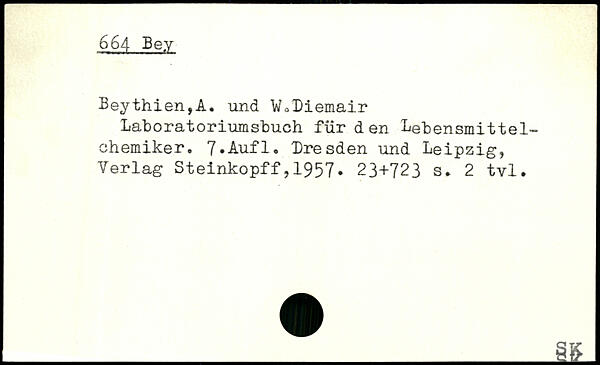 664 Bey
Beythien,A. und W.Diemair
Laboratoriumsbuch für den Lebensmittel-
chemiker. 7.Aufl. Dresden und Leipzig,
Verlag Steinkopff,1957. 23+723 s. 2 tvl.
SK
SK